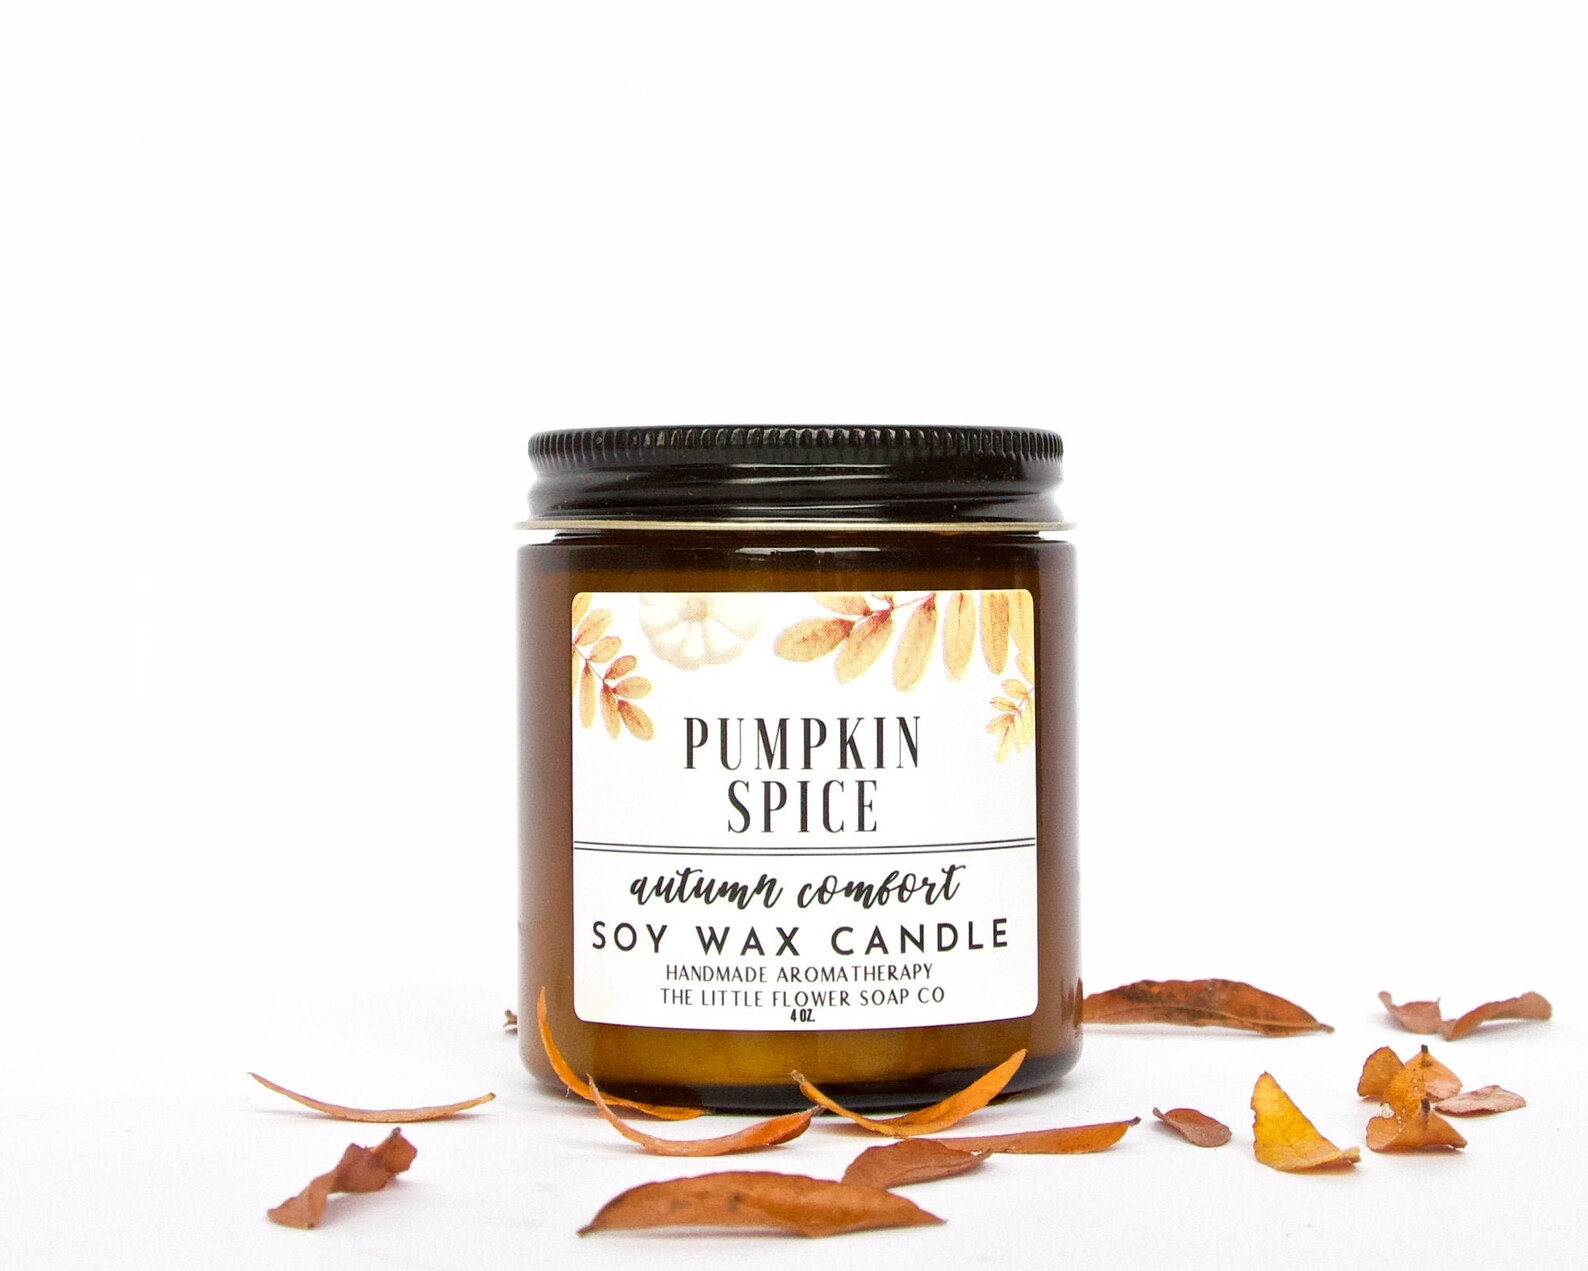 PUMPKIN
SPICE
autumn comfort
SOY WAX CANDLE
HANDMADE AROMATHERAPY
THE LITTLE FLOWER SOAP CO
4 OZ.